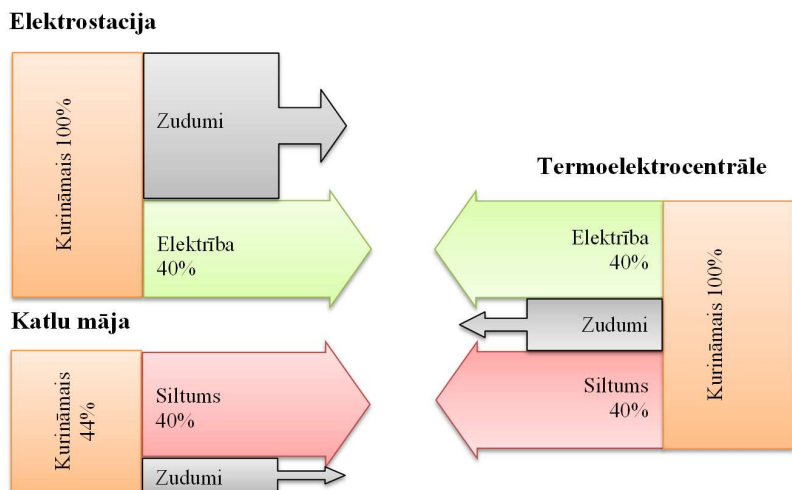 Elektrostacija
Kurināmais 100%
Zudumi
Elektrība
40%
Katlu māja
Kurināmais
44%
Siltums
40%
Zudumi
Termoelektrocentrāle
Elektrība
40%
Zudumi
Siltums
40%
Kurināmais 100%